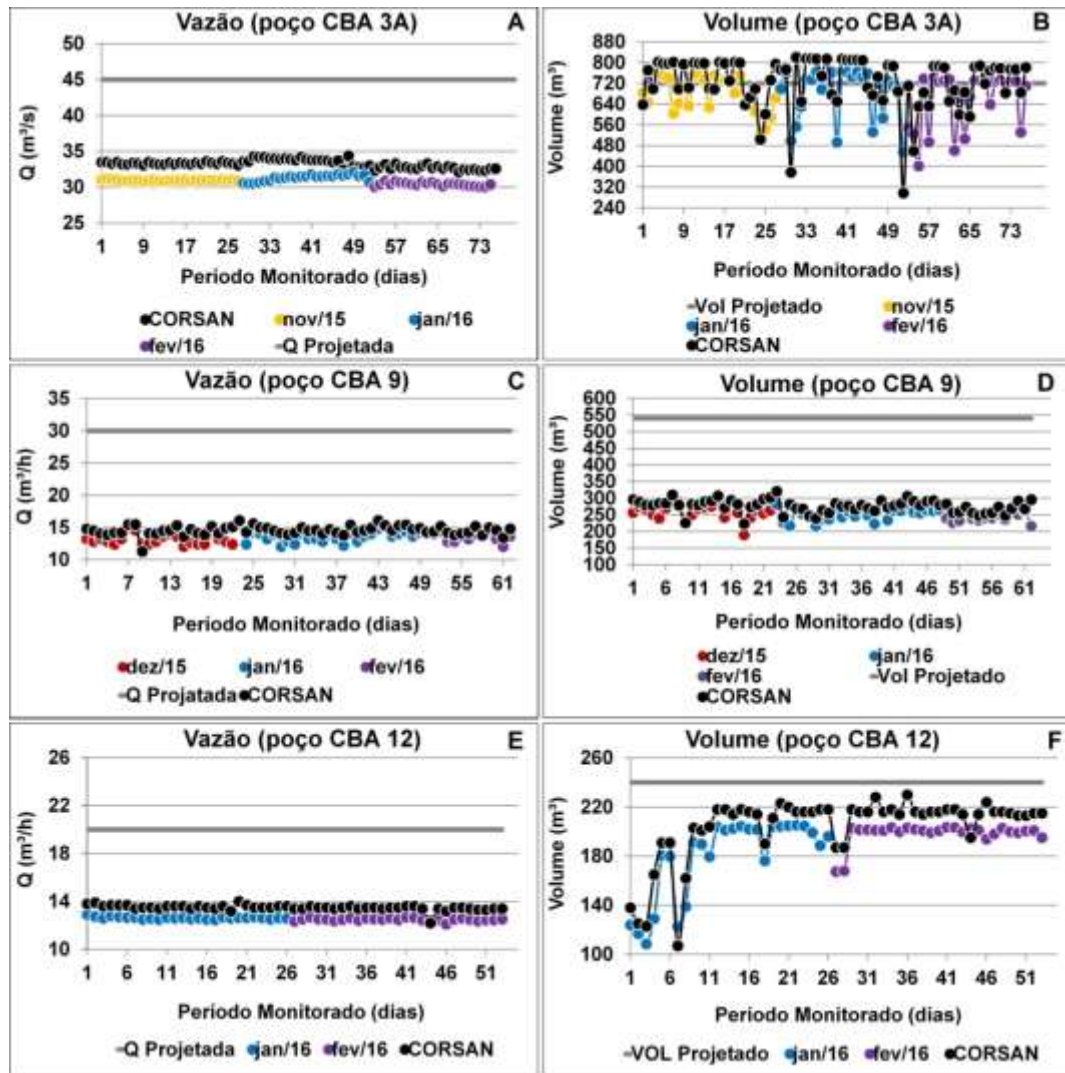 Vazão (poço CBA 3A)
A
50
45
40
35
30
25
Q (m³/s)
1 9 17 25 33 41 49 57 65 73
Período Monitorado (dias)
CORSAN nov/15 jan/16
fev/16 Q Projetada
Volume (poço CBA 3A)
B
880
800
720
640
560
480
400
320
240
Volume (m³)
1 9 17 25 33 41 49 57 65 73
Período Monitorado (dias)
Vol Projetado nov/15
jan/16 fev/16
CORSAN
Vazão (poço CBA 9)
C
35
30
25
20
15
10
Q (m³/h)
1 7 13 19 25 31 37 43 49 55 61
Período Monitorado (dias)
dez/15 jan/16 fev/16
Q Projatada CORSAN
Volume (poço CBA 9)
D
600
550
500
450
400
350
300
250
200
150
100
Volume (m³)
1 6 11 16 21 26 31 36 41 46 51 56 61
Período Monitorado (dias)
dez/15 jan/16
fev/16 Vol Projetado
CORSAN
Vazão (poço CBA 12)
E
26
22
18
14
10
Q (m³/h)
1 6 11 16 21 26 31 36 41 46 51
Período Monitorado (dias)
Q Projetada jan/16 fev/16 CORSAN
Volume (poço CBA 12)
F
260
220
180
140
100
Volume (m³)
1 6 11 16 21 26 31 36 41 46 51
Período Monitorado (dias)
VOL Projetado jan/16 fev/16 CORSAN